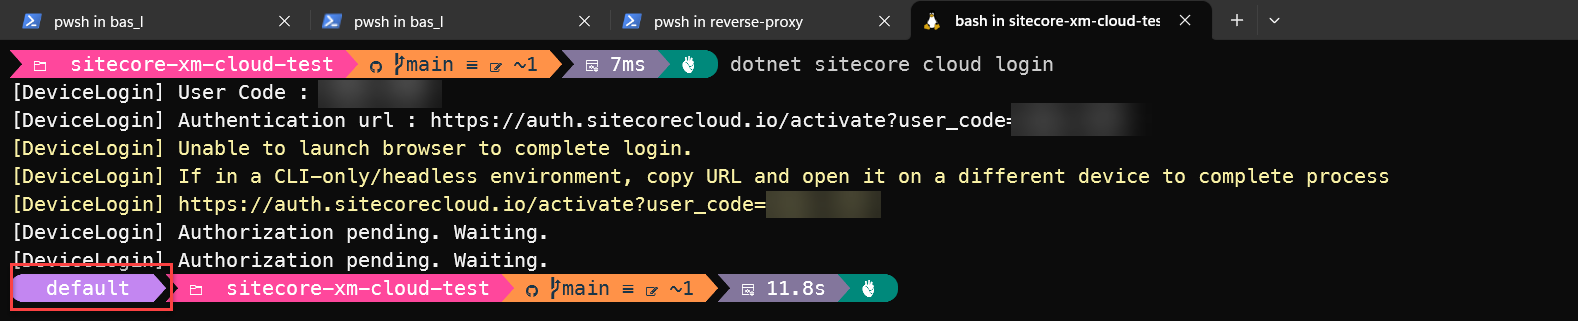 pwsh in bas_l pwsh in bas_l pwsh in reverse-proxy bash in sitecore-xm-cloud-tes
sitecore-xm-cloud-test main ≡ ~1 7ms dotnet sitecore cloud login
[DeviceLogin] User Code :
[DeviceLogin] Authentication url : https://auth.sitecorecloud.io/activate?user_code=
[DeviceLogin] Unable to launch browser to complete login.
[DeviceLogin] If in a CLI-only/headless environment, copy URL and open it on a different device to complete process
[DeviceLogin] https://auth.sitecorecloud.io/activate?user_code=
[DeviceLogin] Authorization pending. Waiting.
[DeviceLogin] Authorization pending. Waiting.
default sitecore-xm-cloud-test main ≡ ~1 11.8s